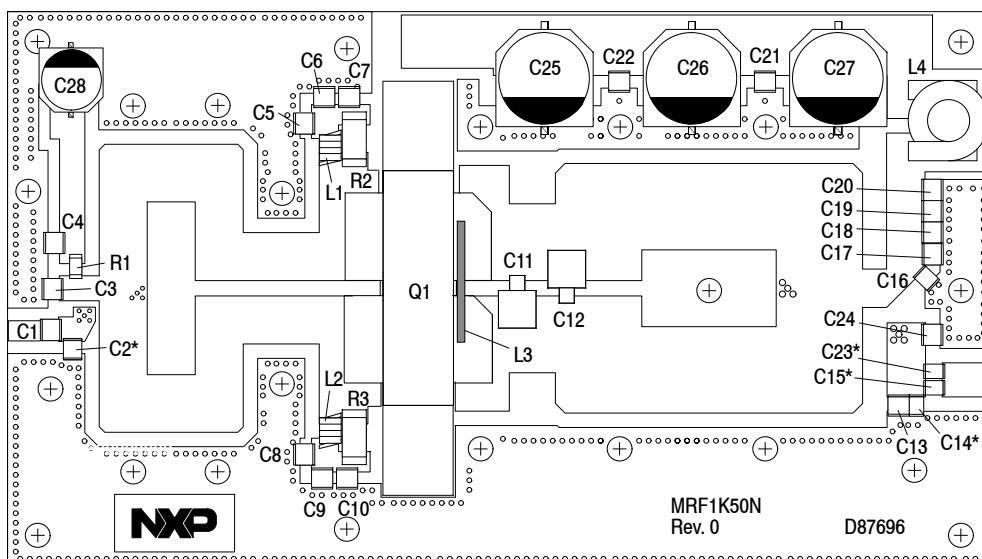 C28
C6
C7
C25
C22
C26
C21
C27
L4
C5
L1
R2
C20
C19
C18
C17
C16
C4
R1
C3
C11
Q1
C12
C1
C2*
L3
C24
C23*
C15*
L2
R3
C13
C14*
C8
C9
C10
NXP
MRF1K50N
Rev. 0
D87696